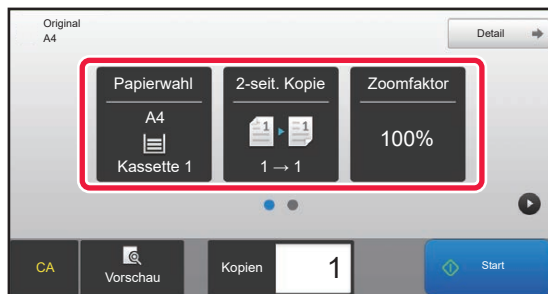 Original
A4
Detail
Papierwahl
A4
Kassette 1
2-seit. Kopie
1 1
1 → 1
Zoomfaktor
100%
CA
Vorschau
Kopien
1
Start